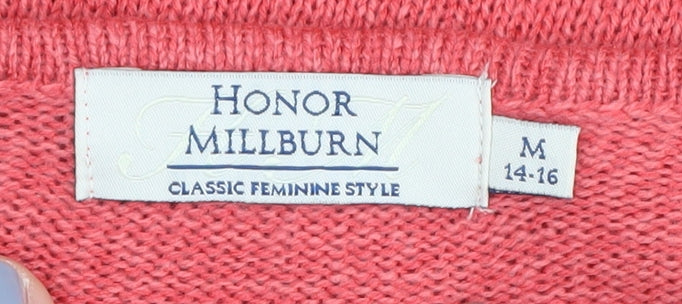 HONOR
MILLBURN
CLASSIC FEMININE STYLE
M
14-16